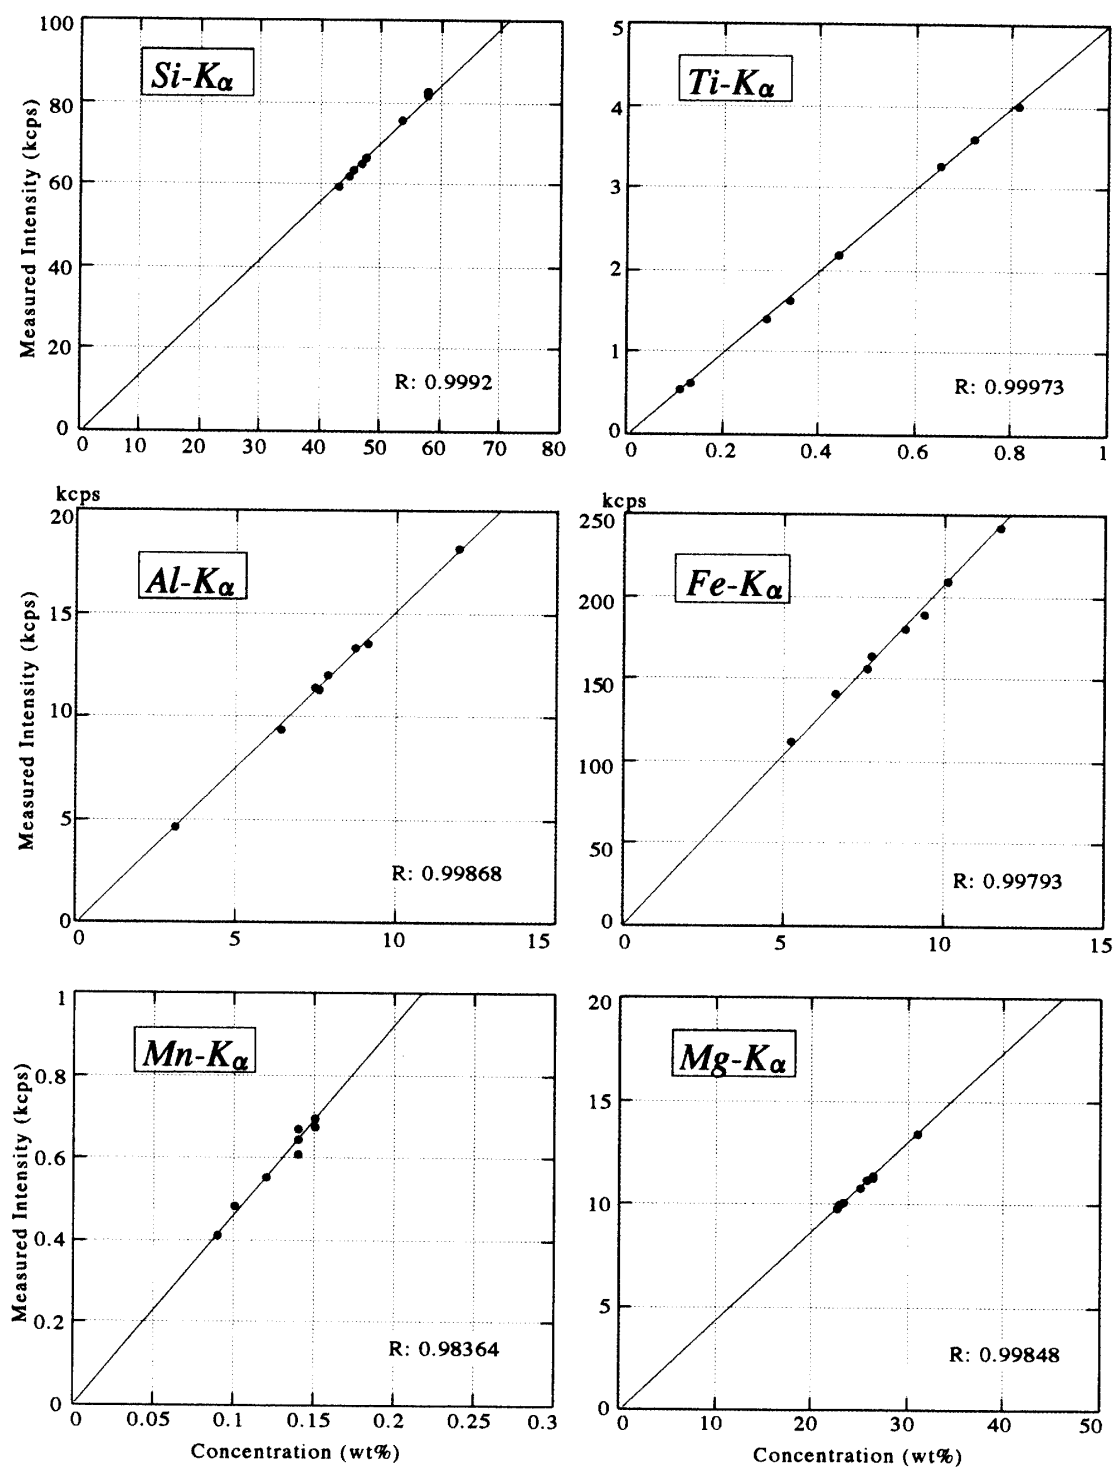 Measured Intensity (kcps)
100
80
60
40
20
0
Si-Kα
R: 0.9992
0 10 20 30 40 50 60 70 80
5
4
3
2
1
0
Ti-Kα
R: 0.99973
0 0.2 0.4 0.6 0.8 1
kcps
Measured Intensity (kcps)
20
15
10
5
0
Al-Kα
R: 0.99868
0 5 10 15
kcps
250
200
150
100
50
0
Fe-Kα
R: 0.99793
0 5 10 15
Measured Intensity (kcps)
1
0.8
0.6
0.4
0.2
0
Mn-Kα
R: 0.98364
0 0.05 0.1 0.15 0.2 0.25 0.3
Concentration (wt%)
20
15
10
5
0
Mg-Kα
R: 0.99848
0 10 20 30 40 50
Concentration (wt%)